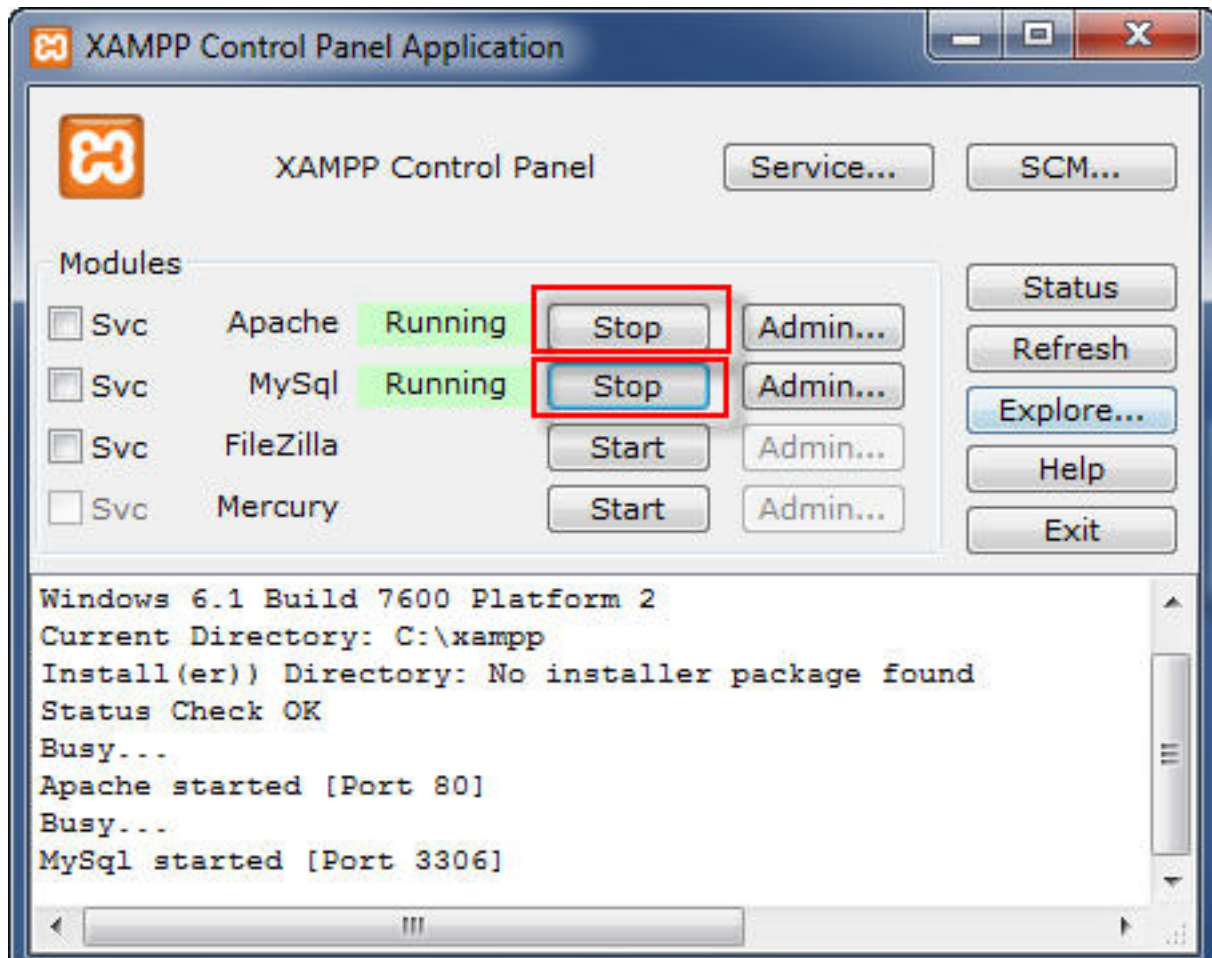 XAMPP Control Panel Application
XAMPP Control Panel Service... SCM...
Modules
Svc Apache Running Stop Admin...
Svc MySql Running Stop Admin...
Svc FileZilla Start Admin...
Svc Mercury Start Admin...
Status
Refresh
Explore...
Help
Exit
Windows 6.1 Build 7600 Platform 2
Current Directory: C:\xampp
Install(er)) Directory: No installer package found
Status Check OK
Busy...
Apache started [Port 80]
Busy...
MySql started [Port 3306]